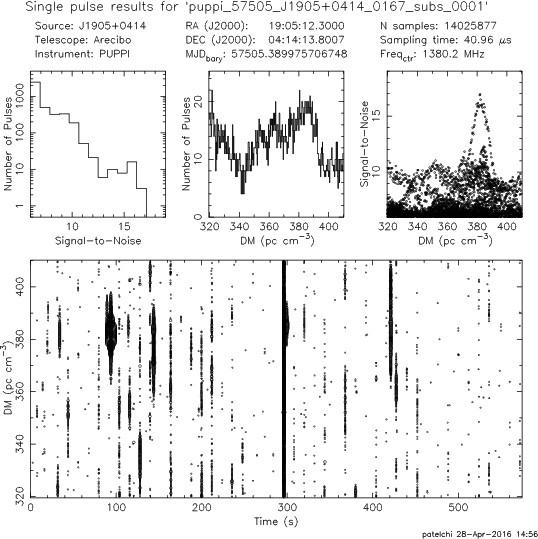 Single pulse results for 'puppi_57505_J1905+0414_0167_subs_0001'
Source: J1905+0414 RA (J2000): 19:05:12.3000 N samples: 14025877
Telescope: Arecibo DEC (J2000): 04:14:13.8007 Sampling time: 40.96 μs
Instrument: PUPPI MJDbary: 57505.389975706748 Freqctr: 1380.2 MHz
Number of Pulses
1 10 100 1000
10 15
Signal-to-Noise
Number of Pulses
0 10 20
320 340 360 380 400
DM (pc cm-3)
Signal-to-Noise
10 15
320 340 360 380 400
DM (pc cm-3)
DM (pc cm-3)
320 340 360 380 400
0 100 200 300 400 500
Time (s)
patelchi 28-Apr-2016 14:56